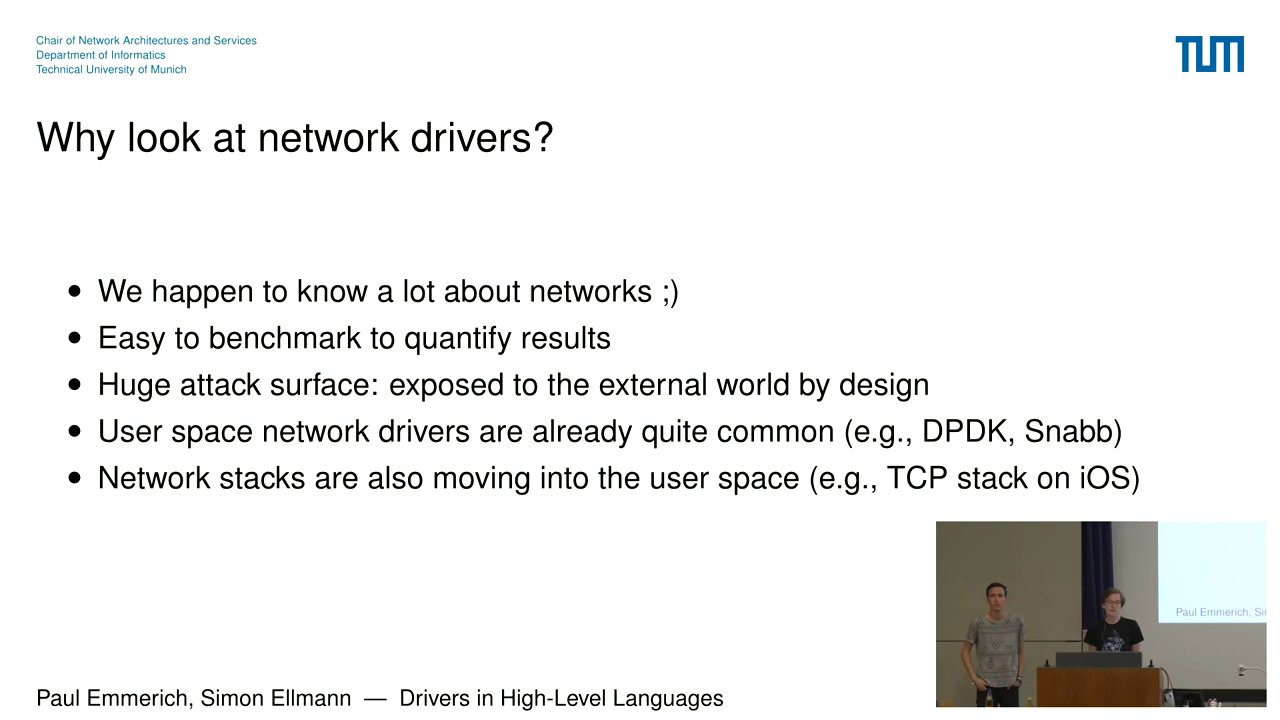 Chair of Network Architectures and Services
Department of Informatics
Technical University of Munich
TUM
Why look at network drivers?
• We happen to know a lot about networks ;)
• Easy to benchmark to quantify results
• Huge attack surface: exposed to the external world by design
• User space network drivers are already quite common (e.g., DPDK, Snabb)
• Network stacks are also moving into the user space (e.g., TCP stack on iOS)
Paul Emmerich, Si
Paul Emmerich, Simon Ellmann — Drivers in High-Level Languages